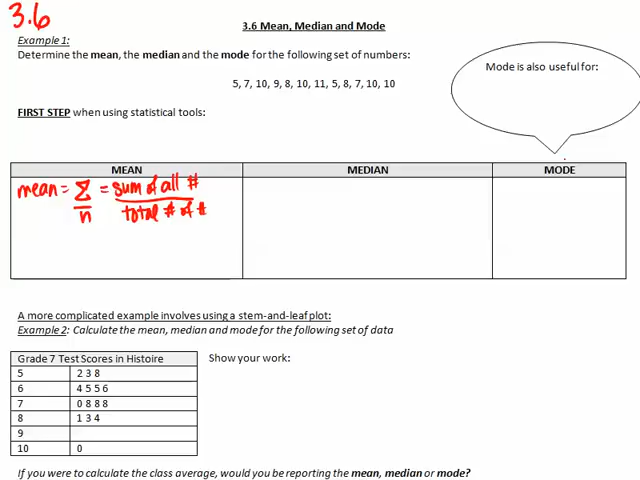 3.6
3.6 Mean, Median and Mode
Example 1:
Determine the mean, the median and the mode for the following set of numbers:
Mode is also useful for:
5, 7, 10, 9, 8, 10, 11, 5, 8, 7, 10, 10
FIRST STEP when using statistical tools:
MEAN MEDIAN MODE
mean = Σ/n = sum of all #/total # of #
A more complicated example involves using a stem-and-leaf plot:
Example 2: Calculate the mean, median and mode for the following set of data
Grade 7 Test Scores in Histoire
Show your work:
5 2 3 8
6 4 5 5 6
7 0 8 8 8
8 1 3 4
9
10 0
If you were to calculate the class average, would you be reporting the mean, median or mode?